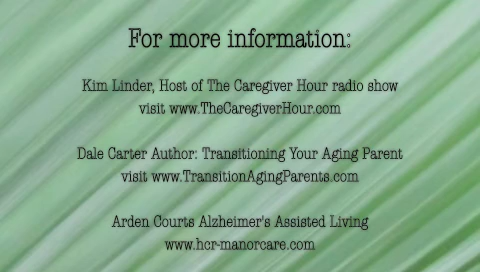 For more information:
Kim Linder, Host of The Caregiver Hour radio show
visit www.TheCaregiverHour.com
Dale Carter Author: Transitioning Your Aging Parent
visit www.TransitionAgingParents.com
Arden Courts Alzheimer's Assisted Living
www.hcr-manorcare.com